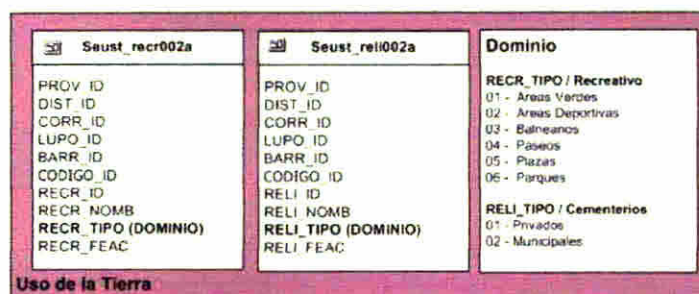 Seust_recr002a
PROV_ID
DIST_ID
CORR_ID
LUPO_ID
BARR_ID
CODIGO_ID
RECR_ID
RECR_NOMB
RECR_TIPO (DOMINIO)
RECR_FEAC
Seust_reli002a
PROV_ID
DIST_ID
CORR_ID
LUPO_ID
BARR_ID
CODIGO_ID
RELI_ID
RELI_NOMB
RELI_TIPO (DOMINIO)
RELI_FEAC
Dominio
RECR_TIPO / Recreativo
01 - Areas Verdes
02 - Areas Deportivas
03 - Balnearios
04 - Paseos
05 - Plazas
06 - Parques
RELI_TIPO / Cementerios
01 - Privados
02 - Municipales
Uso de la Tierra